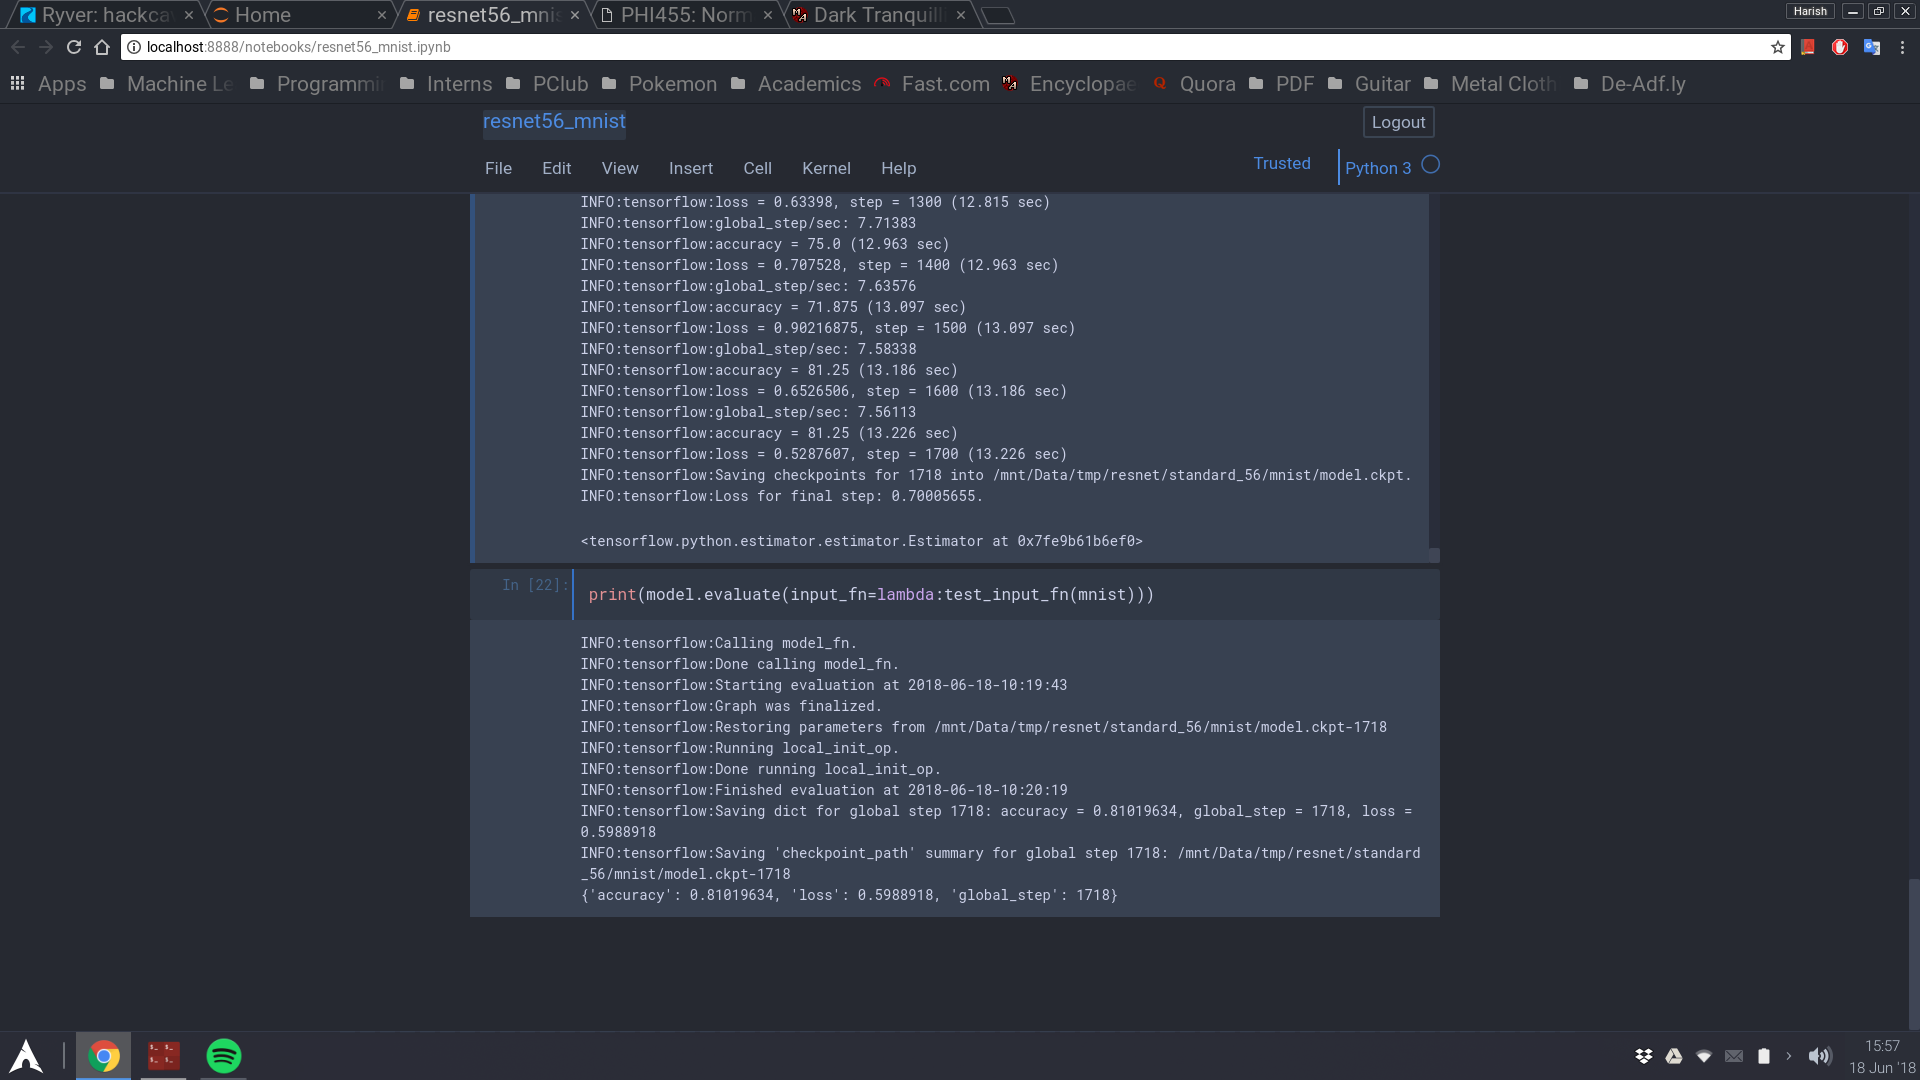 Ryver: hackca
Home
resnet56_mnis
PHI455: Norm
Dark Tranquill
Harish
localhost:8888/notebooks/resnet56_mnist.ipynb
Apps Machine Le Programmi Interns PClub Pokemon Academics Fast.com Encyclopae Quora PDF Guitar Metal Cloth De-Adf.ly
resnet56_mnist
Logout
File Edit View Insert Cell Kernel Help
Trusted
Python 3
INFO:tensorflow:loss = 0.63398, step = 1300 (12.815 sec)
INFO:tensorflow:global_step/sec: 7.71383
INFO:tensorflow:accuracy = 75.0 (12.963 sec)
INFO:tensorflow:loss = 0.707528, step = 1400 (12.963 sec)
INFO:tensorflow:global_step/sec: 7.63576
INFO:tensorflow:accuracy = 71.875 (13.097 sec)
INFO:tensorflow:loss = 0.90216875, step = 1500 (13.097 sec)
INFO:tensorflow:global_step/sec: 7.58338
INFO:tensorflow:accuracy = 81.25 (13.186 sec)
INFO:tensorflow:loss = 0.6526506, step = 1600 (13.186 sec)
INFO:tensorflow:global_step/sec: 7.56113
INFO:tensorflow:accuracy = 81.25 (13.226 sec)
INFO:tensorflow:loss = 0.5287607, step = 1700 (13.226 sec)
INFO:tensorflow:Saving checkpoints for 1718 into /mnt/Data/tmp/resnet/standard_56/mnist/model.ckpt.
INFO:tensorflow:Loss for final step: 0.70005655.
<tensorflow.python.estimator.estimator.Estimator at 0x7fe9b61b6ef0>
In [22]:
print(model.evaluate(input_fn=lambda:test_input_fn(mnist)))
INFO:tensorflow:Calling model_fn.
INFO:tensorflow:Done calling model_fn.
INFO:tensorflow:Starting evaluation at 2018-06-18-10:19:43
INFO:tensorflow:Graph was finalized.
INFO:tensorflow:Restoring parameters from /mnt/Data/tmp/resnet/standard_56/mnist/model.ckpt-1718
INFO:tensorflow:Running local_init_op.
INFO:tensorflow:Done running local_init_op.
INFO:tensorflow:Finished evaluation at 2018-06-18-10:20:19
INFO:tensorflow:Saving dict for global step 1718: accuracy = 0.81019634, global_step = 1718, loss =
0.5988918
INFO:tensorflow:Saving 'checkpoint_path' summary for global step 1718: /mnt/Data/tmp/resnet/standard
_56/mnist/model.ckpt-1718
{'accuracy': 0.81019634, 'loss': 0.5988918, 'global_step': 1718}
15:57
18 Jun '18